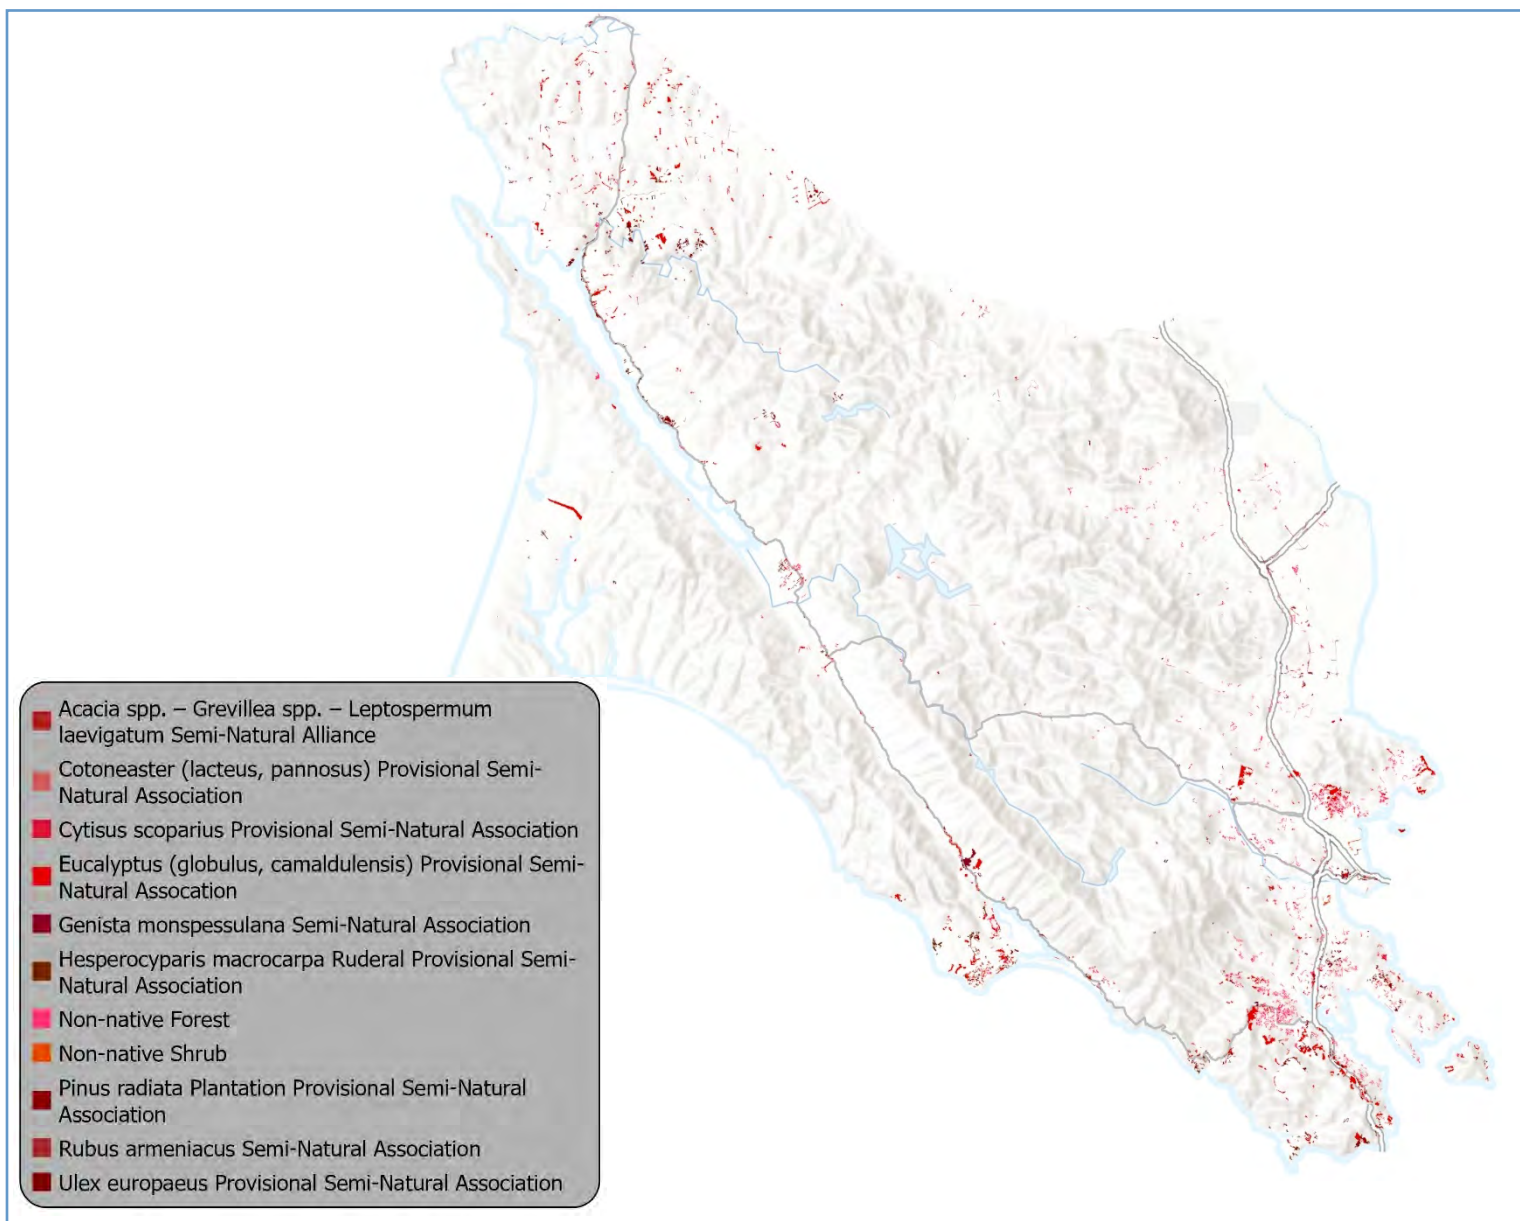 Acacia spp. – Grevillea spp. – Leptospermum
laevigatum Semi-Natural Alliance
Cotoneaster (lacteus, pannosus) Provisional Semi-
Natural Association
Cytisus scoparius Provisional Semi-Natural Association
Eucalyptus (globulus, camaldulensis) Provisional Semi-
Natural Assocation
Genista monspessulana Semi-Natural Association
Hesperocyparis macrocarpa Ruderal Provisional Semi-
Natural Association
Non-native Forest
Non-native Shrub
Pinus radiata Plantation Provisional Semi-Natural
Association
Rubus armeniacus Semi-Natural Association
Ulex europaeus Provisional Semi-Natural Association